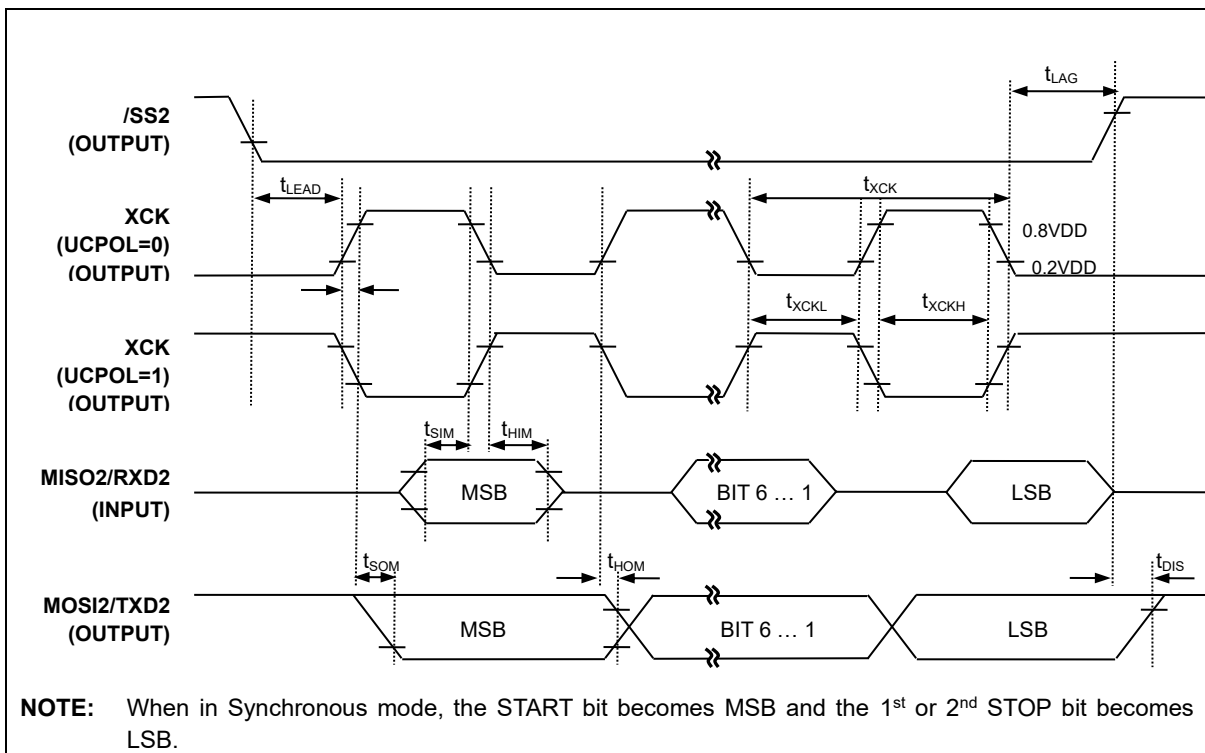 tLAG
/SS2
(OUTPUT)
tLEAD
tXCK
XCK
(UCPOL=0)
(OUTPUT)
0.8VDD
0.2VDD
tXCKL
tXCKH
XCK
(UCPOL=1)
(OUTPUT)
tSIM
tHIM
MISO2/RXD2
(INPUT)
MSB
BIT 6 … 1
LSB
tSOM
tHOM
tDIS
MOSI2/TXD2
(OUTPUT)
MSB
BIT 6 … 1
LSB
NOTE: When in Synchronous mode, the START bit becomes MSB and the 1st or 2nd STOP bit becomes
LSB.